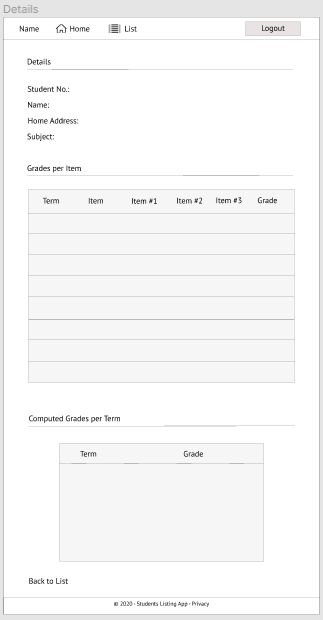 Details
Name Home List Logout
Details
Student No.:
Name:
Home Address:
Subject:
Grades per Item
Term Item Item #1 Item #2 Item #3 Grade
Computed Grades per Term
Term Grade
Back to List
© 2020 - Students Listing App - Privacy